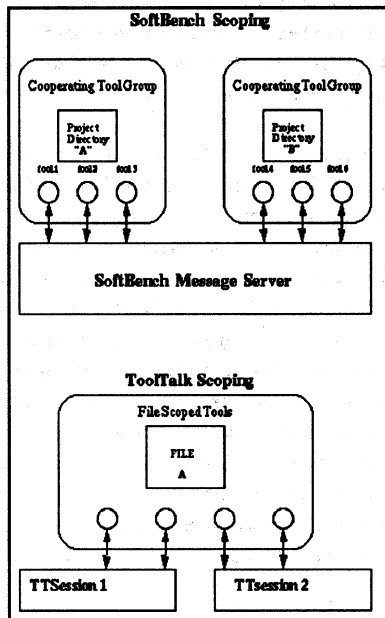 SoftBench Scoping
Cooperating Tool Group
Cooperating Tool Group
Project
Directory
"A"
Project
Directory
"B"
tool1 tool2 tool3
tool4 tool5 tool6
SoftBench Message Server
ToolTalk Scoping
File Scoped Tools
FILE
A
TTSession 1
TTsession 2